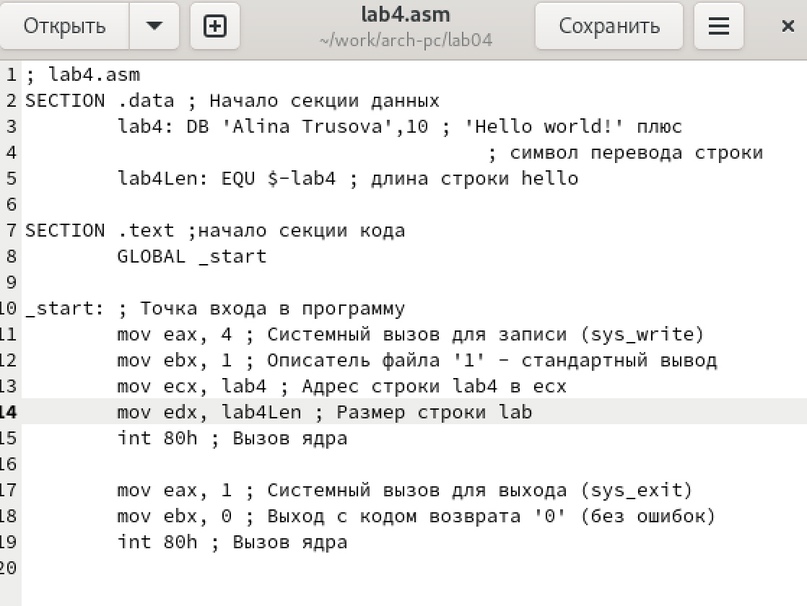 Открыть
lab4.asm
~/work/arch-pc/lab04
Сохранить
1 ; lab4.asm
2 SECTION .data ; Начало секции данных
3 lab4: DB 'Alina Trusova',10 ; 'Hello world!' плюс
4 ; символ перевода строки
5 lab4Len: EQU $-lab4 ; длина строки hello
6
7 SECTION .text ;начало секции кода
8 GLOBAL _start
9
10 _start: ; Точка входа в программу
11 mov eax, 4 ; Системный вызов для записи (sys_write)
12 mov ebx, 1 ; Описатель файла '1' - стандартный вывод
13 mov ecx, lab4 ; Адрес строки lab4 в ecx
14 mov edx, lab4Len ; Размер строки lab
15 int 80h ; Вызов ядра
16
17 mov eax, 1 ; Системный вызов для выхода (sys_exit)
18 mov ebx, 0 ; Выход с кодом возврата '0' (без ошибок)
19 int 80h ; Вызов ядра
20